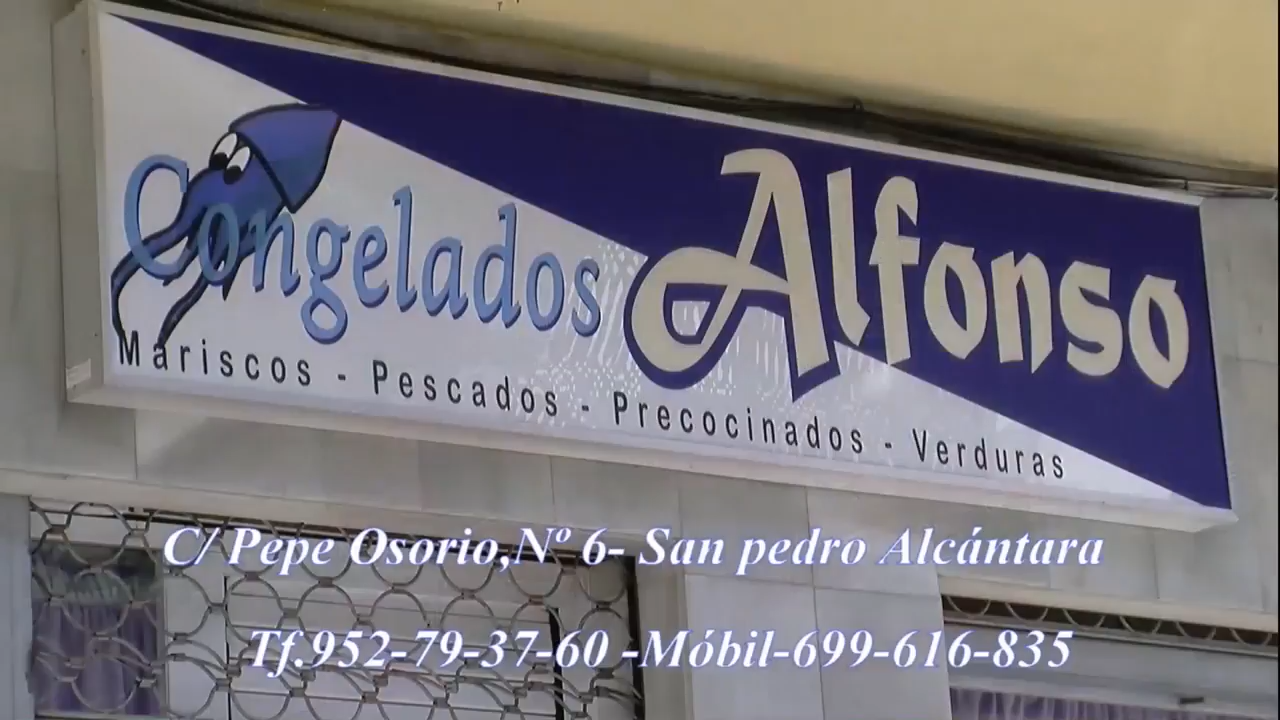 Congelados Alfonso
Mariscos - Pescados - Precocinados - Verduras
C/ Pepe Osorio,Nº 6- San pedro Alcántara
Tf.952-79-37-60 -Móbil-699-616-835